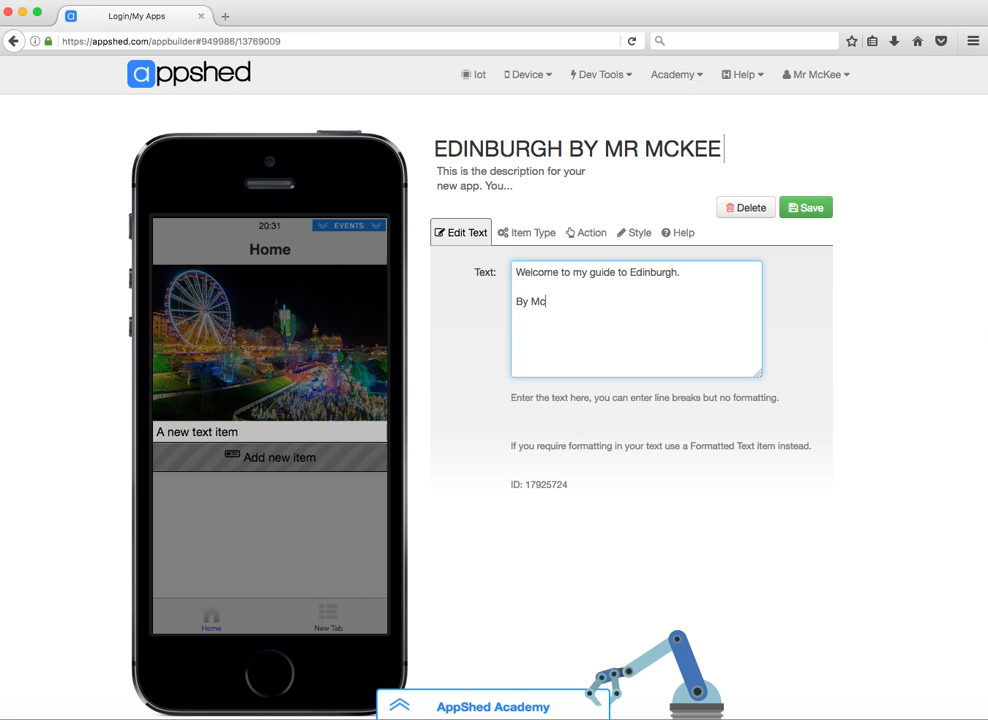 Login/My Apps
https://appshed.com/appbuilder#949986/13769009
appshed
Iot
Device
Dev Tools
Academy
Help
Mr McKee
20:31
EVENTS
Home
A new text item
Add new item
Home
New Tab
EDINBURGH BY MR MCKEE
This is the description for your
new app. You...
Delete
Save
Edit Text
Item Type
Action
Style
Help
Text:
Welcome to my guide to Edinburgh.
By Mc
Enter the text here, you can enter line breaks but no formatting.
If you require formatting in your text use a Formatted Text item instead.
ID: 17925724
AppShed Academy